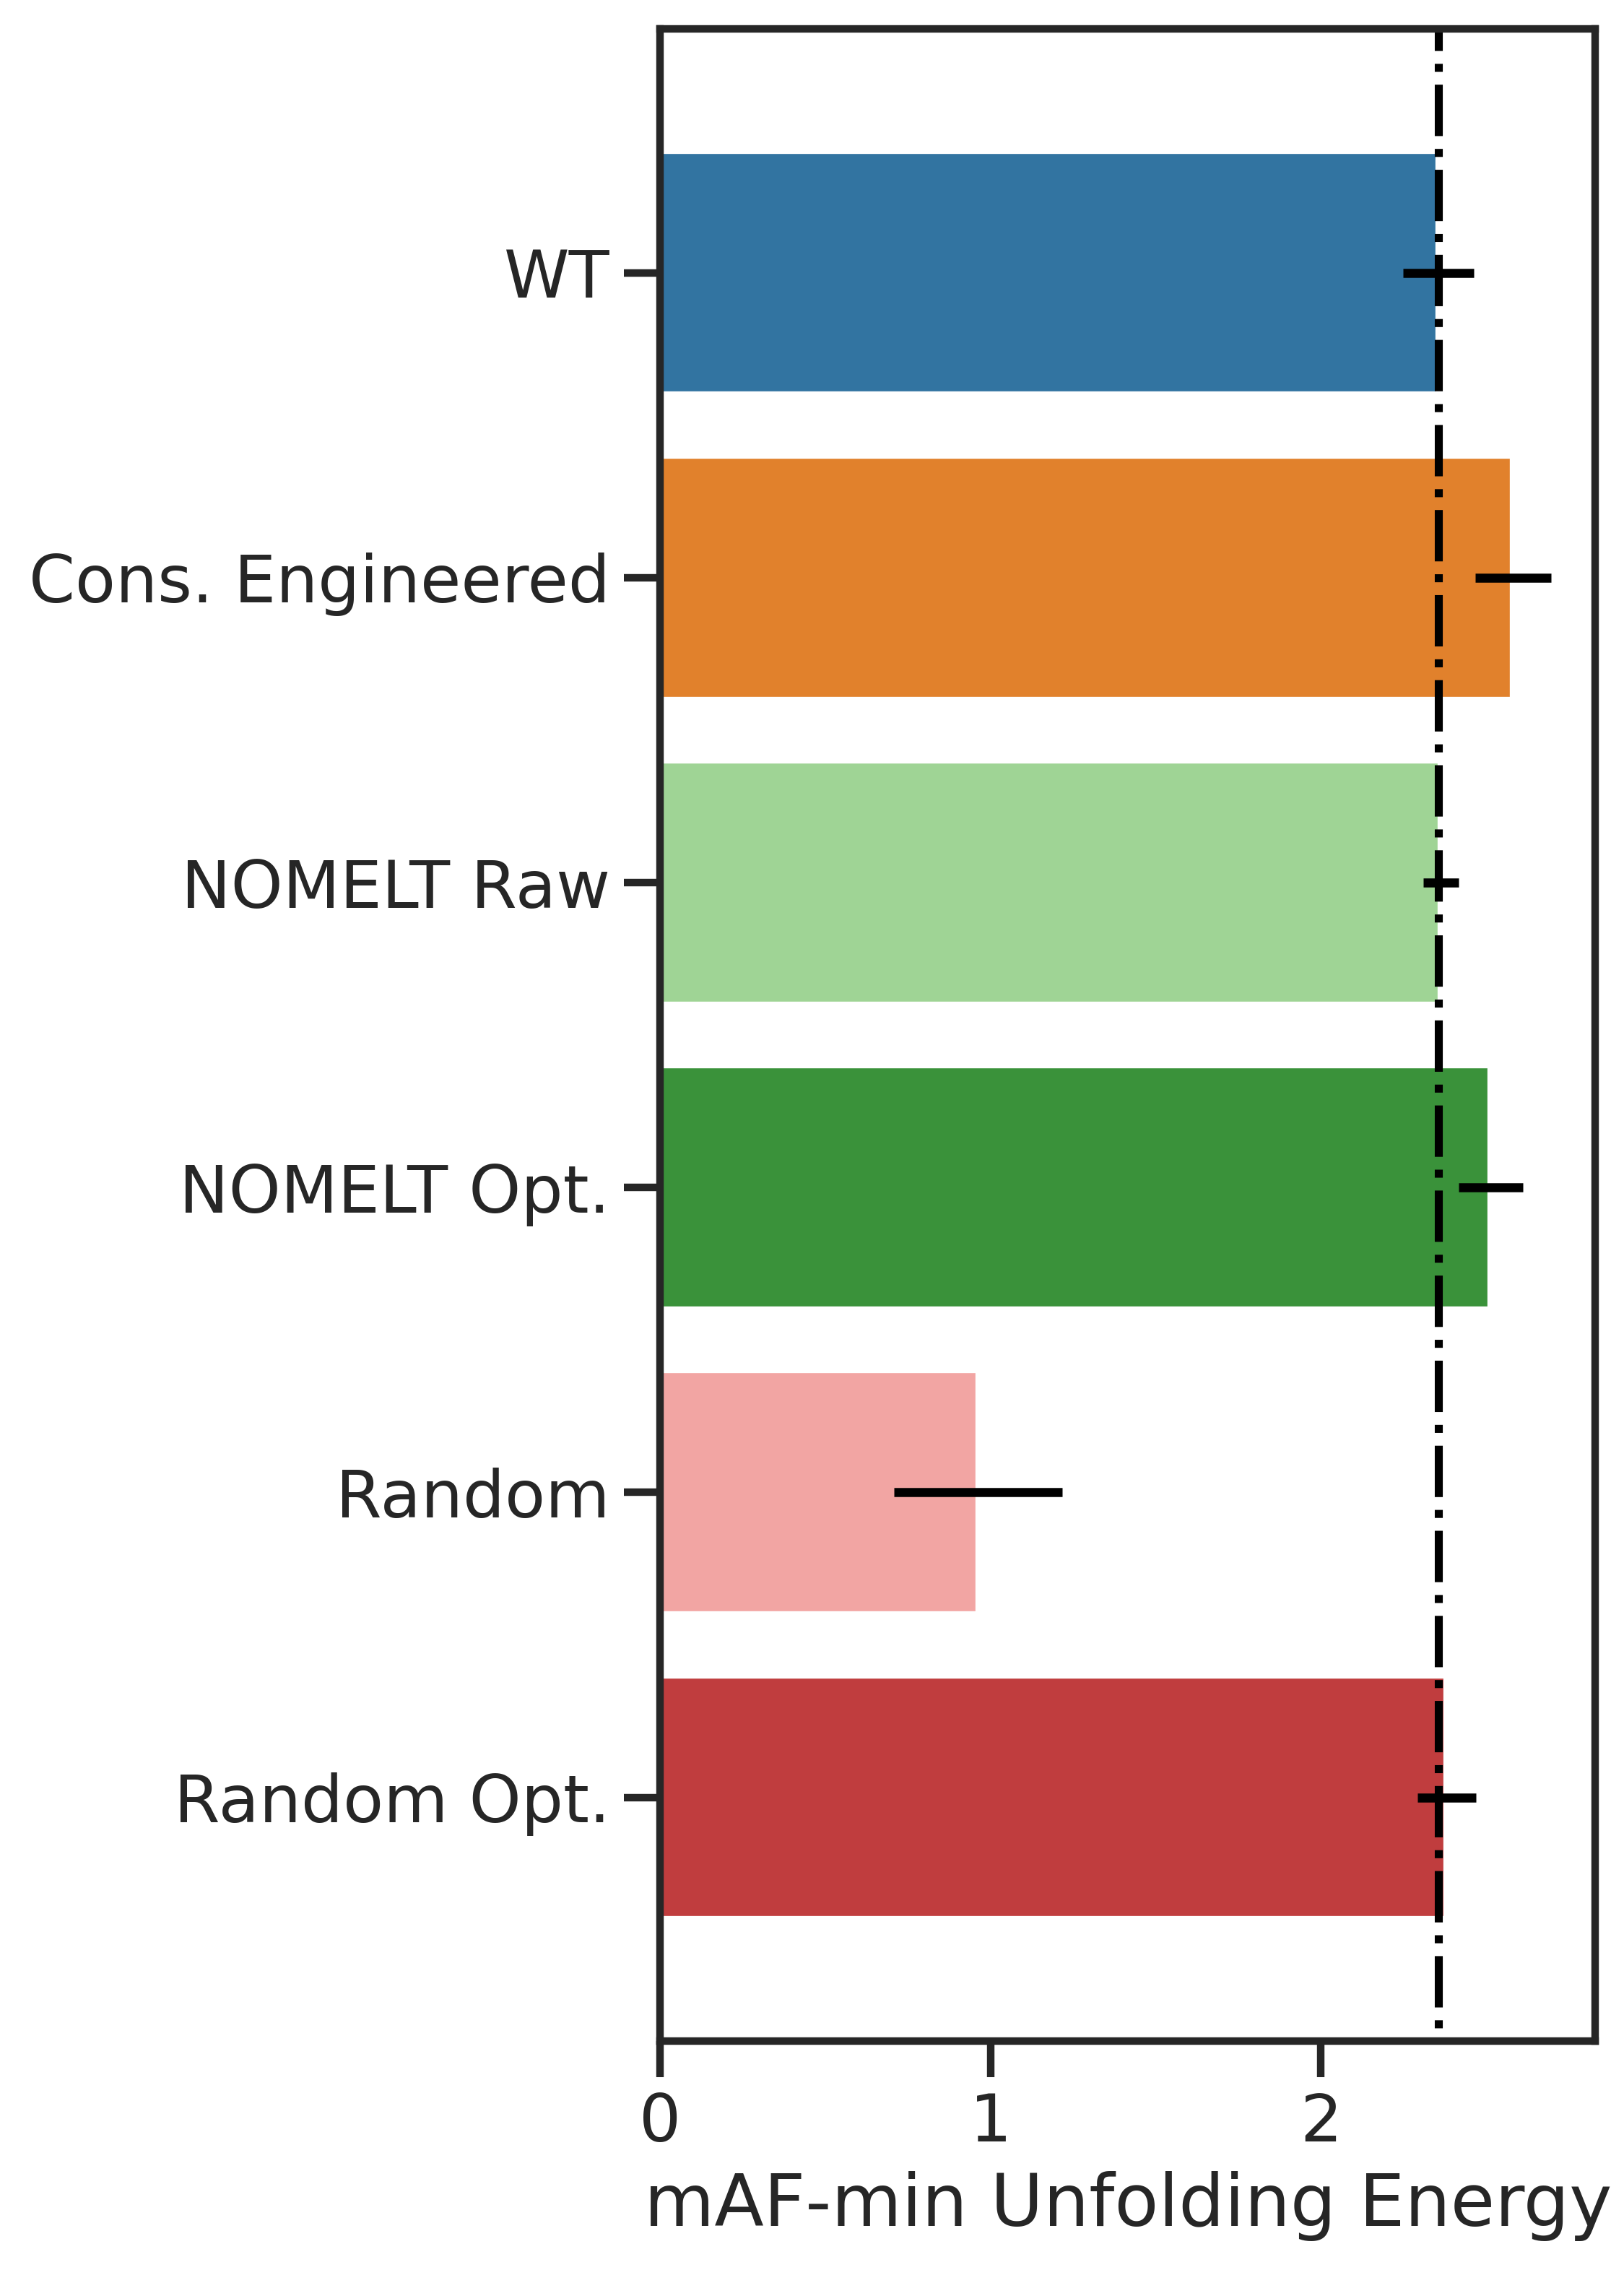 WT
Cons. Engineered
NOMELT Raw
NOMELT Opt.
Random
Random Opt.
0 1 2
mAF-min Unfolding Energy